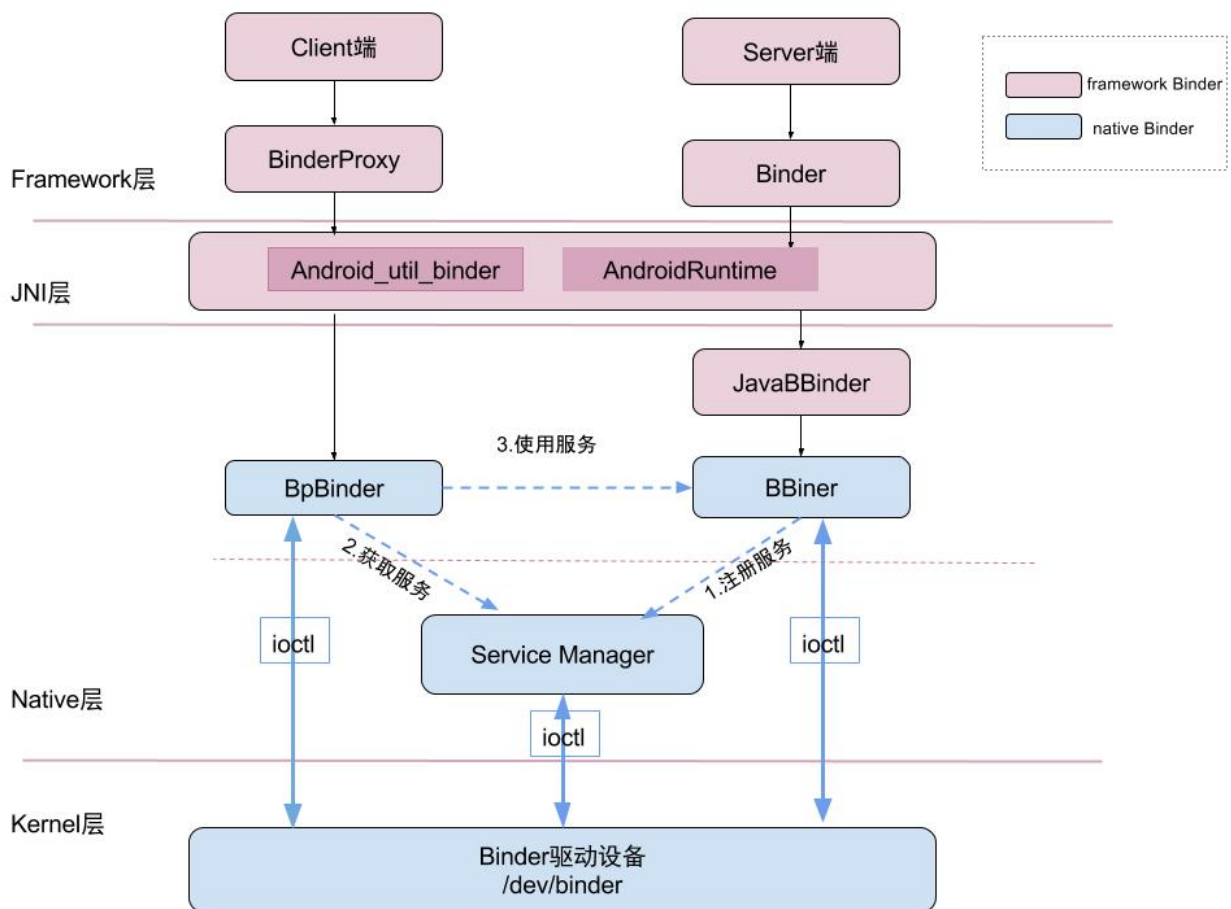 Client端
Server端
framework Binder
native Binder
BinderProxy
Binder
Framework层
Android_util_binder
AndroidRuntime
JNI层
JavaBBinder
3.使用服务
BpBinder
BBiner
2.获取服务
1.注册服务
ioctl
ioctl
Service Manager
Native层
ioctl
Kernel层
Binder驱动设备
/dev/binder